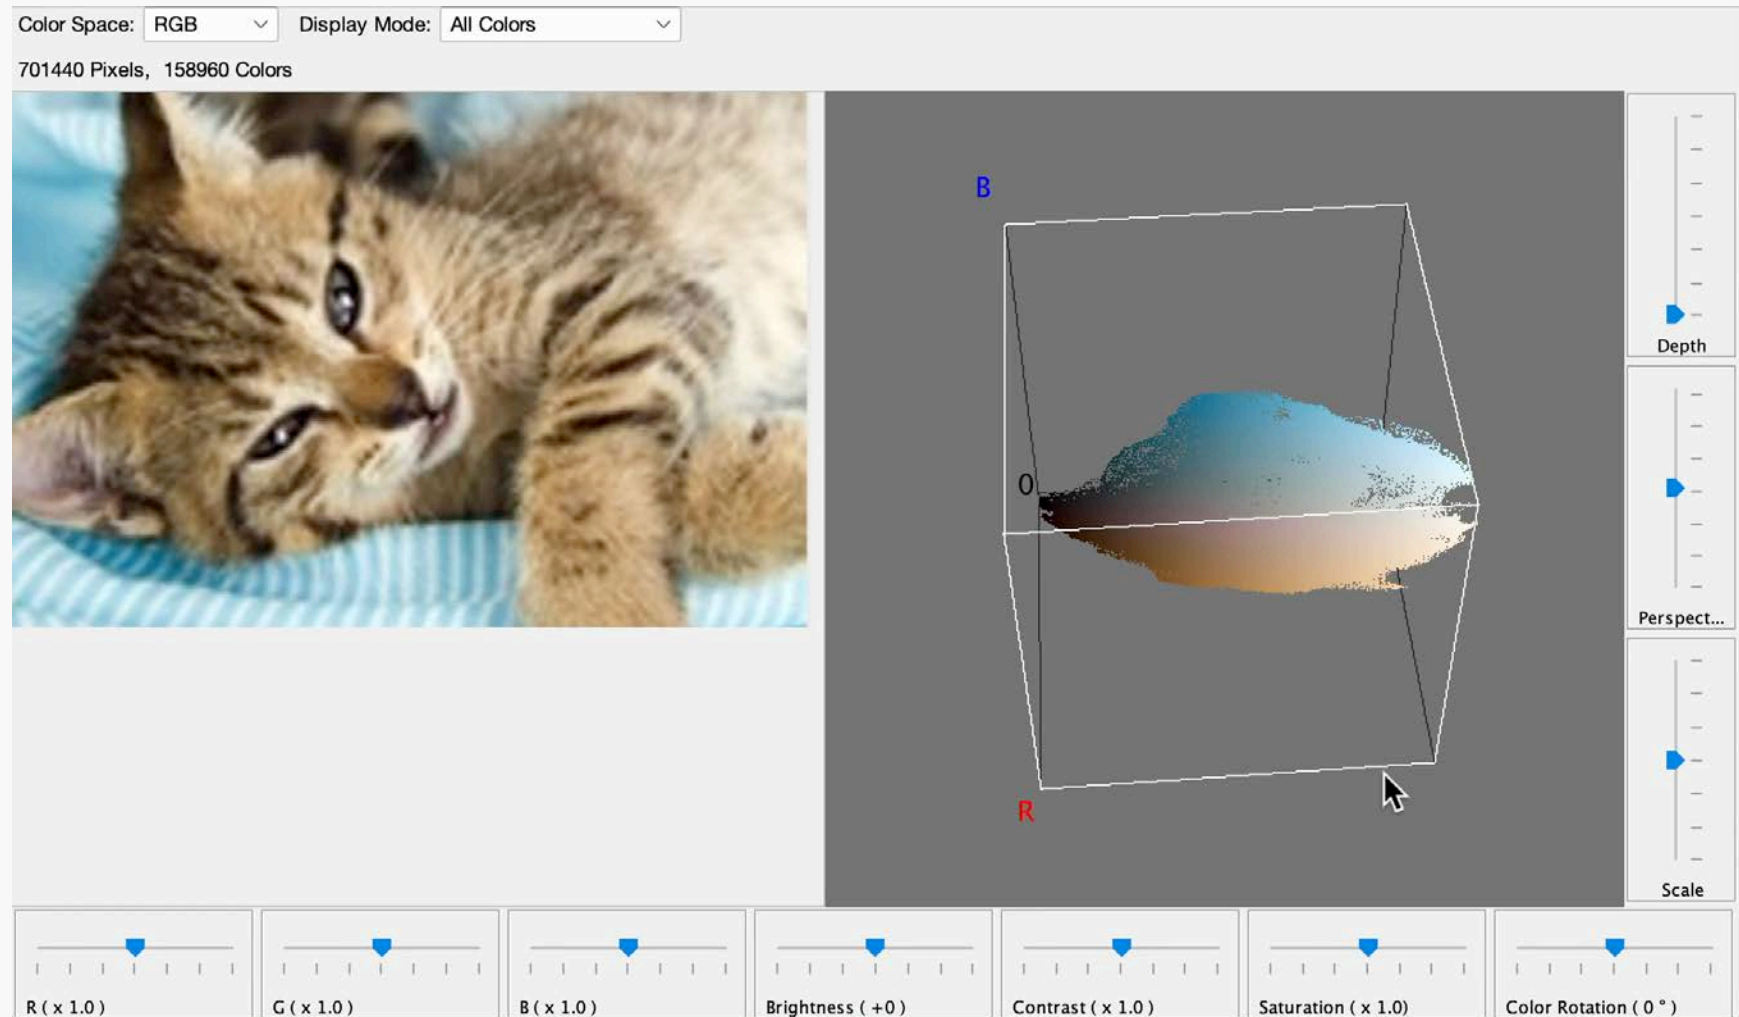 Color Space: RGB Display Mode: All Colors
701440 Pixels, 158960 Colors
B
0
R
Depth
Perspect...
Scale
R ( x 1.0 ) G ( x 1.0 ) B ( x 1.0 ) Brightness ( +0 ) Contrast ( x 1.0 ) Saturation ( x 1.0) Color Rotation ( 0 ° )